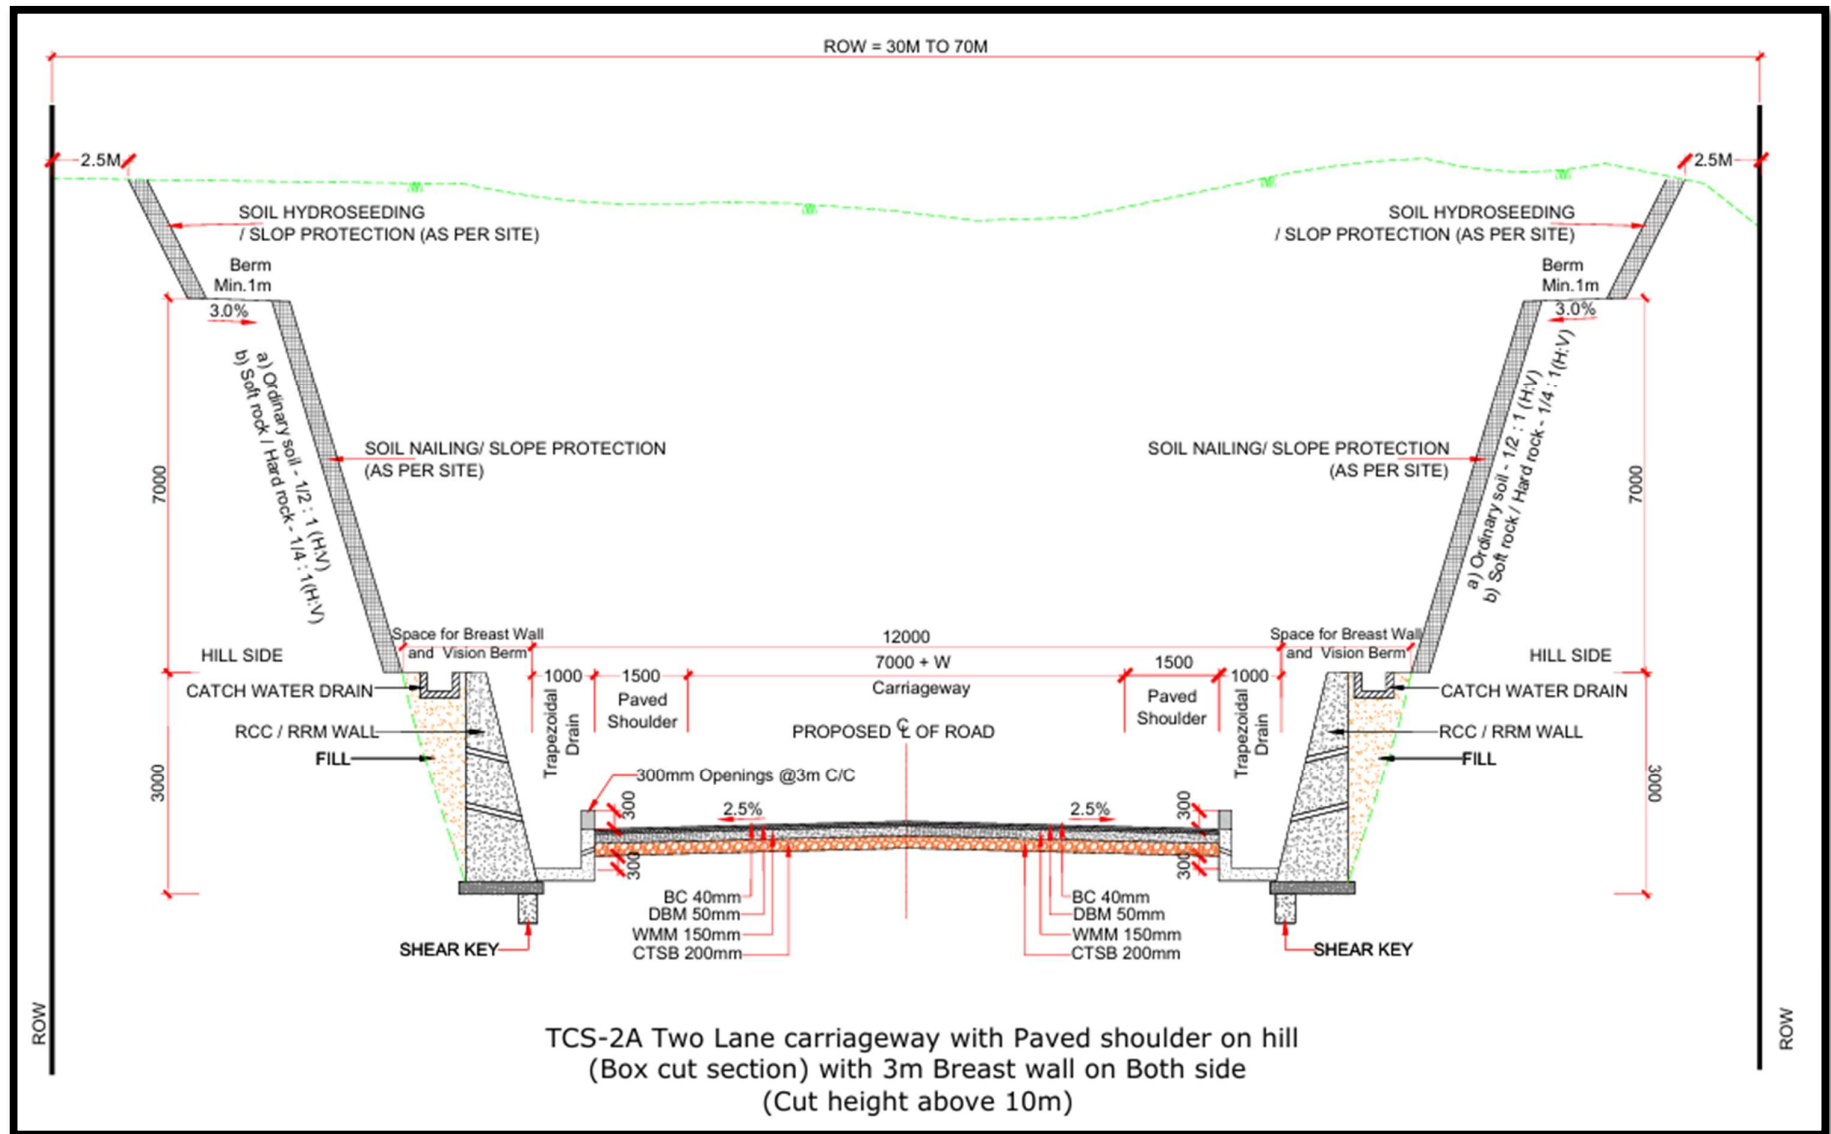 ROW = 30M TO 70M
2.5M
2.5M
SOIL HYDROSEEDING
/ SLOP PROTECTION (AS PER SITE)
SOIL HYDROSEEDING
/ SLOP PROTECTION (AS PER SITE)
Berm
Min.1m
3.0%
Berm
Min.1m
3.0%
a) Ordinary soil - 1/2 : 1 (H:V)
b) Soft rock / Hard rock - 1/4 : 1(H:V)
a) Ordinary soil - 1/2 : 1 (H:V)
b) Soft rock / Hard rock - 1/4 : 1(H:V)
SOIL NAILING/ SLOPE PROTECTION
(AS PER SITE)
SOIL NAILING/ SLOPE PROTECTION
(AS PER SITE)
7000
7000
Space for Breast Wall
and Vision Berm
12000
Space for Breast Wall
and Vision Berm
HILL SIDE
HILL SIDE
1000
1500
7000 + W
1500
1000
Carriageway
CATCH WATER DRAIN
CATCH WATER DRAIN
Trapezoidal
Drain
Paved
Shoulder
Paved
Shoulder
Trapezoidal
Drain
RCC / RRM WALL
PROPOSED ℄ OF ROAD
RCC / RRM WALL
FILL
FILL
3000
3000
300mm Openings @3m C/C
300
2.5%
2.5%
300
300
300
BC 40mm
DBM 50mm
WMM 150mm
CTSB 200mm
BC 40mm
DBM 50mm
WMM 150mm
CTSB 200mm
SHEAR KEY
SHEAR KEY
ROW
ROW
TCS-2A Two Lane carriageway with Paved shoulder on hill
(Box cut section) with 3m Breast wall on Both side
(Cut height above 10m)